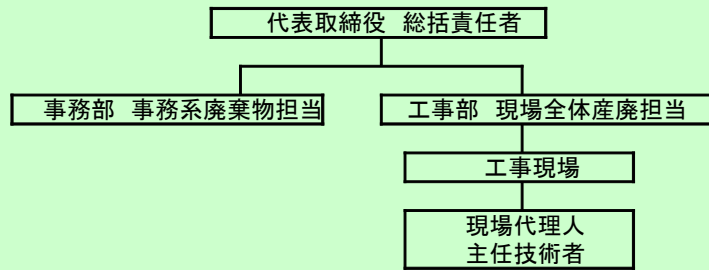 代表取締役 総括責任者
事務部 事務系廃棄物担当
工事部 現場全体産廃担当
工事現場
現場代理人
主任技術者